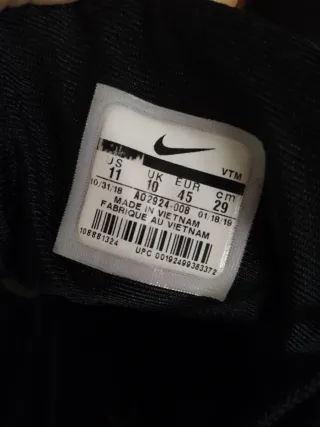 VTM
US UK EUR cm
11 10 45 29
10/31/18 AO2924-008 01/18/19
MADE IN VIETNAM
FABRIQUE AU VIETNAM
108881324
UPC 00192499383372